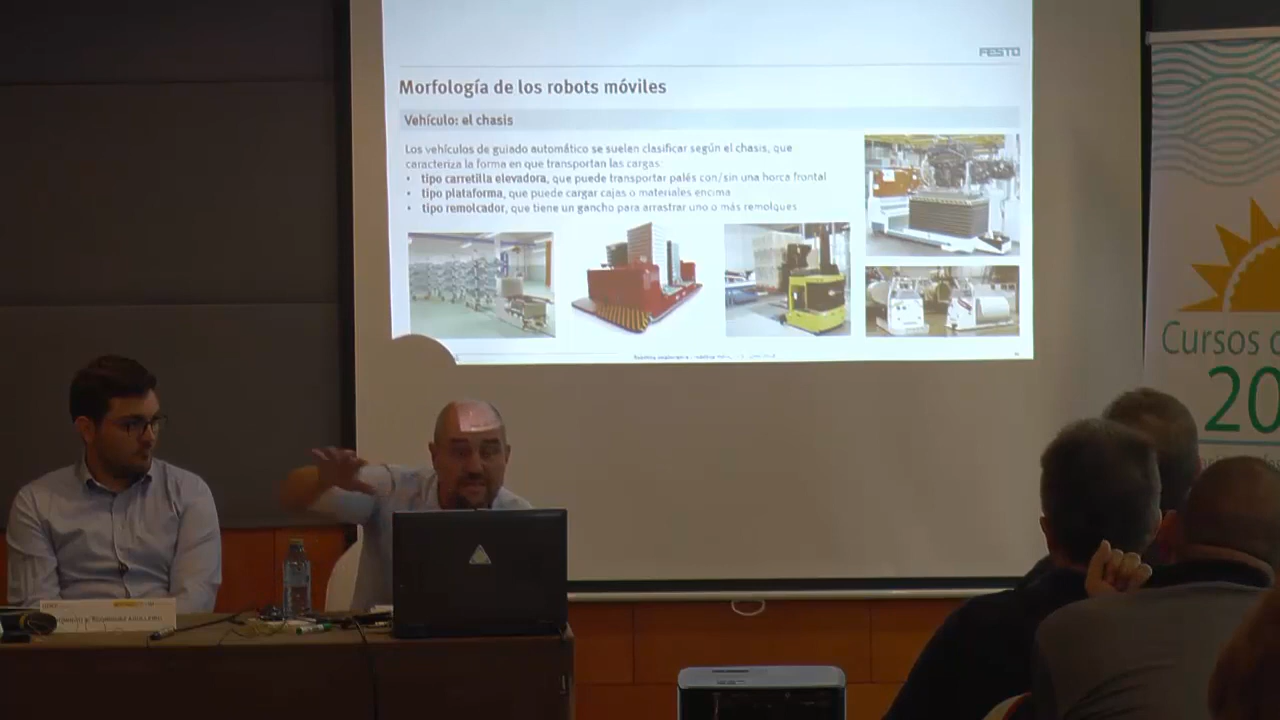 FESTO
Morfología de los robots móviles
Vehículo: el chasis
Los vehículos de guiado automático se suelen clasificar según el chasis, que
caracteriza la forma en que transportan las cargas:
• tipo carretilla elevadora, que puede transportar palés con/sin una horca frontal
• tipo plataforma, que puede cargar cajas o materiales encima
• tipo remolcador, que tiene un gancho para arrastrar uno o más remolques
Cursos
20